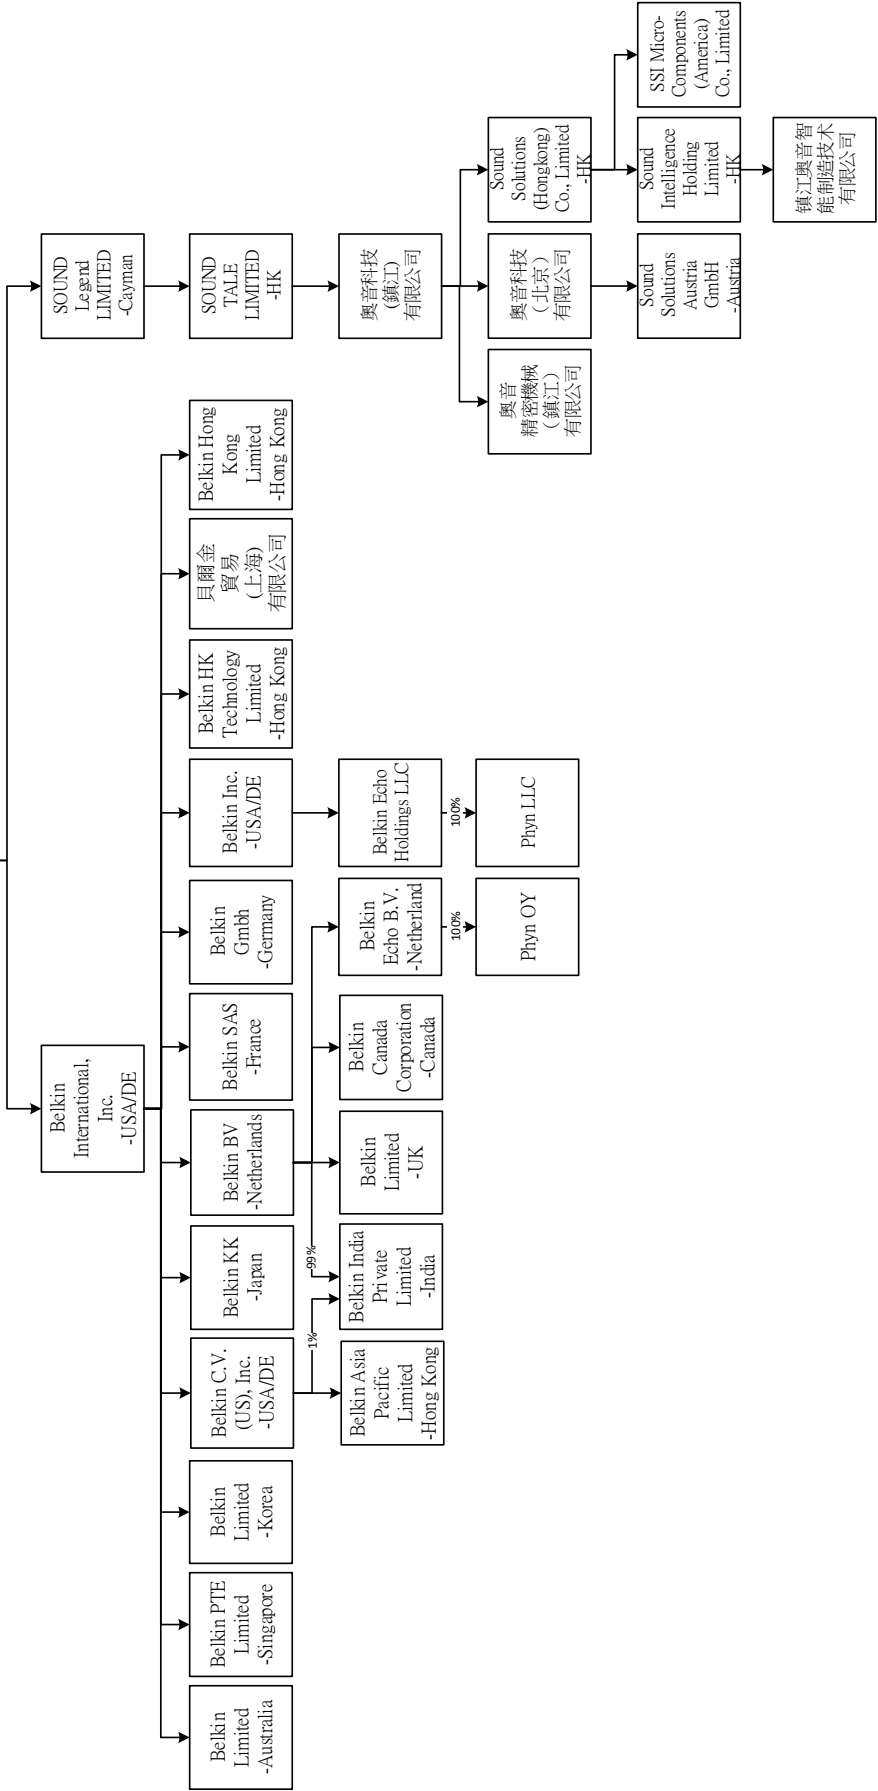 Belkin
International,
Inc.
-USA/DE
SOUND
Legend
LIMITED
-Cayman
Belkin
Limited
-Australia
Belkin PTE
Limited
-Singapore
Belkin
Limited
-Korea
Belkin C.V.
(US), Inc.
-USA/DE
Belkin KK
-Japan
Belkin BV
-Netherlands
Belkin SAS
-France
Belkin
Gmbh
-Germany
Belkin Inc.
-USA/DE
Belkin HK
Technology
Limited
-Hong Kong
貝爾金
貿易
(上海)
有限公司
Belkin Hong
Kong
Limited
-Hong Kong
SOUND
TALE
LIMITED
-HK
1%
99%
Belkin Asia
Pacific
Limited
-Hong Kong
Belkin India
Private
Limited
-India
Belkin
Limited
-UK
Belkin
Canada
Corporation
-Canada
Belkin
Echo B.V.
-Netherland
Belkin Echo
Holdings LLC
奧音科技
(鎮江)
有限公司
100%
100%
Phyn OY
Phyn LLC
奧音
精密機械
（鎮江）
有限公司
奧音科技
（北京）
有限公司
Sound
Solutions
(Hongkong)
Co., Limited
-HK
Sound
Solutions
Austria
GmbH
-Austria
Sound
Intelligence
Holding
Limited
-HK
SSI Micro-
Components
(America)
Co., Limited
镇江奥音智
能制造技术
有限公司